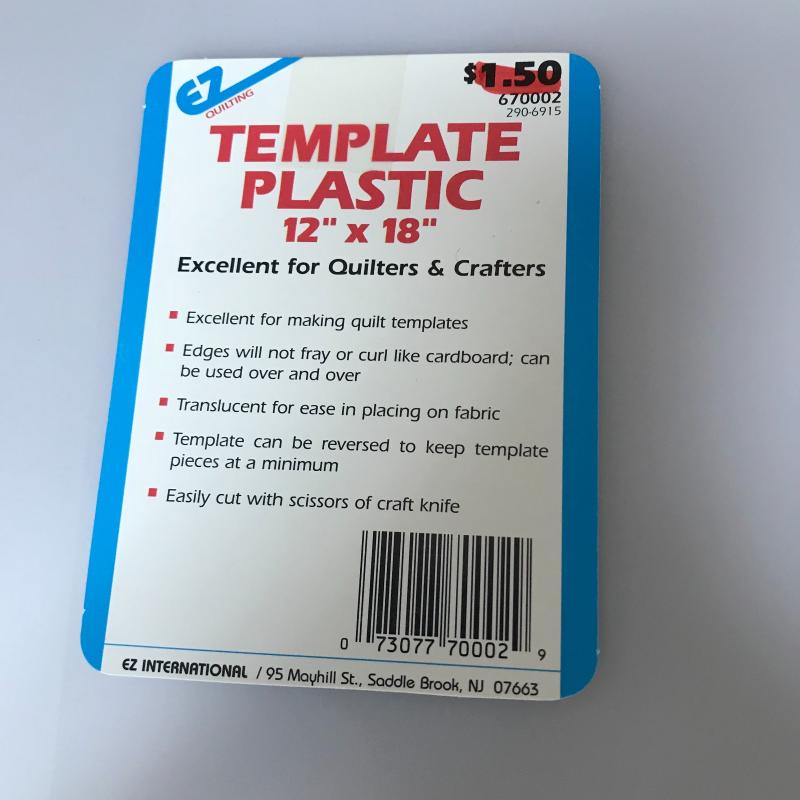 EZ
QUILTING
$1.50
670002
290-6915
TEMPLATE
PLASTIC
12" x 18"
Excellent for Quilters & Crafters
Excellent for making quilt templates
Edges will not fray or curl like cardboard; can
be used over and over
Translucent for ease in placing on fabric
Template can be reversed to keep template
pieces at a minimum
Easily cut with scissors of craft knife
0 73077 70002 9
EZ INTERNATIONAL / 95 Mayhill St., Saddle Brook, NJ 07663